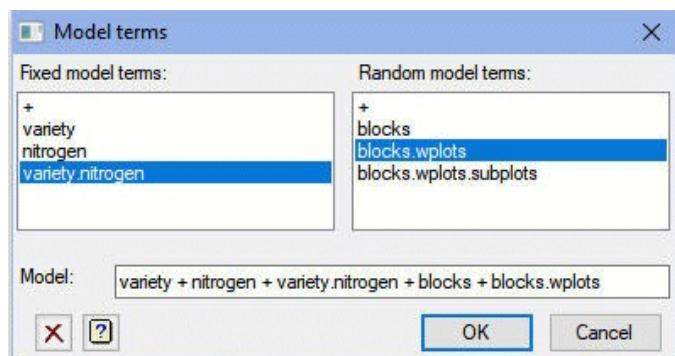 Model terms
Fixed model terms:
Random model terms:
+
variety
nitrogen
variety.nitrogen
+
blocks
blocks.wplots
blocks.wplots.subplots
Model:
variety + nitrogen + variety.nitrogen + blocks + blocks.wplots
?
OK
Cancel